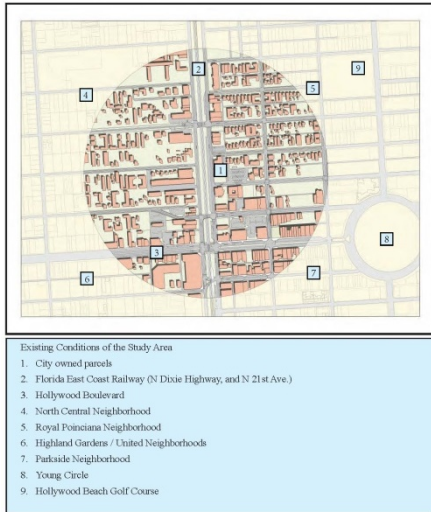 2
9
4
5
1
8
3
6
7
Existing Conditions of the Study Area
1. City owned parcels
2. Florida East Coast Railway (N Dixie Highway, and N 21st Ave.)
3. Hollywood Boulevard
4. North Central Neighborhood
5. Royal Poinciana Neighborhood
6. Highland Gardens / United Neighborhoods
7. Parkside Neighborhood
8. Young Circle
9. Hollywood Beach Golf Course